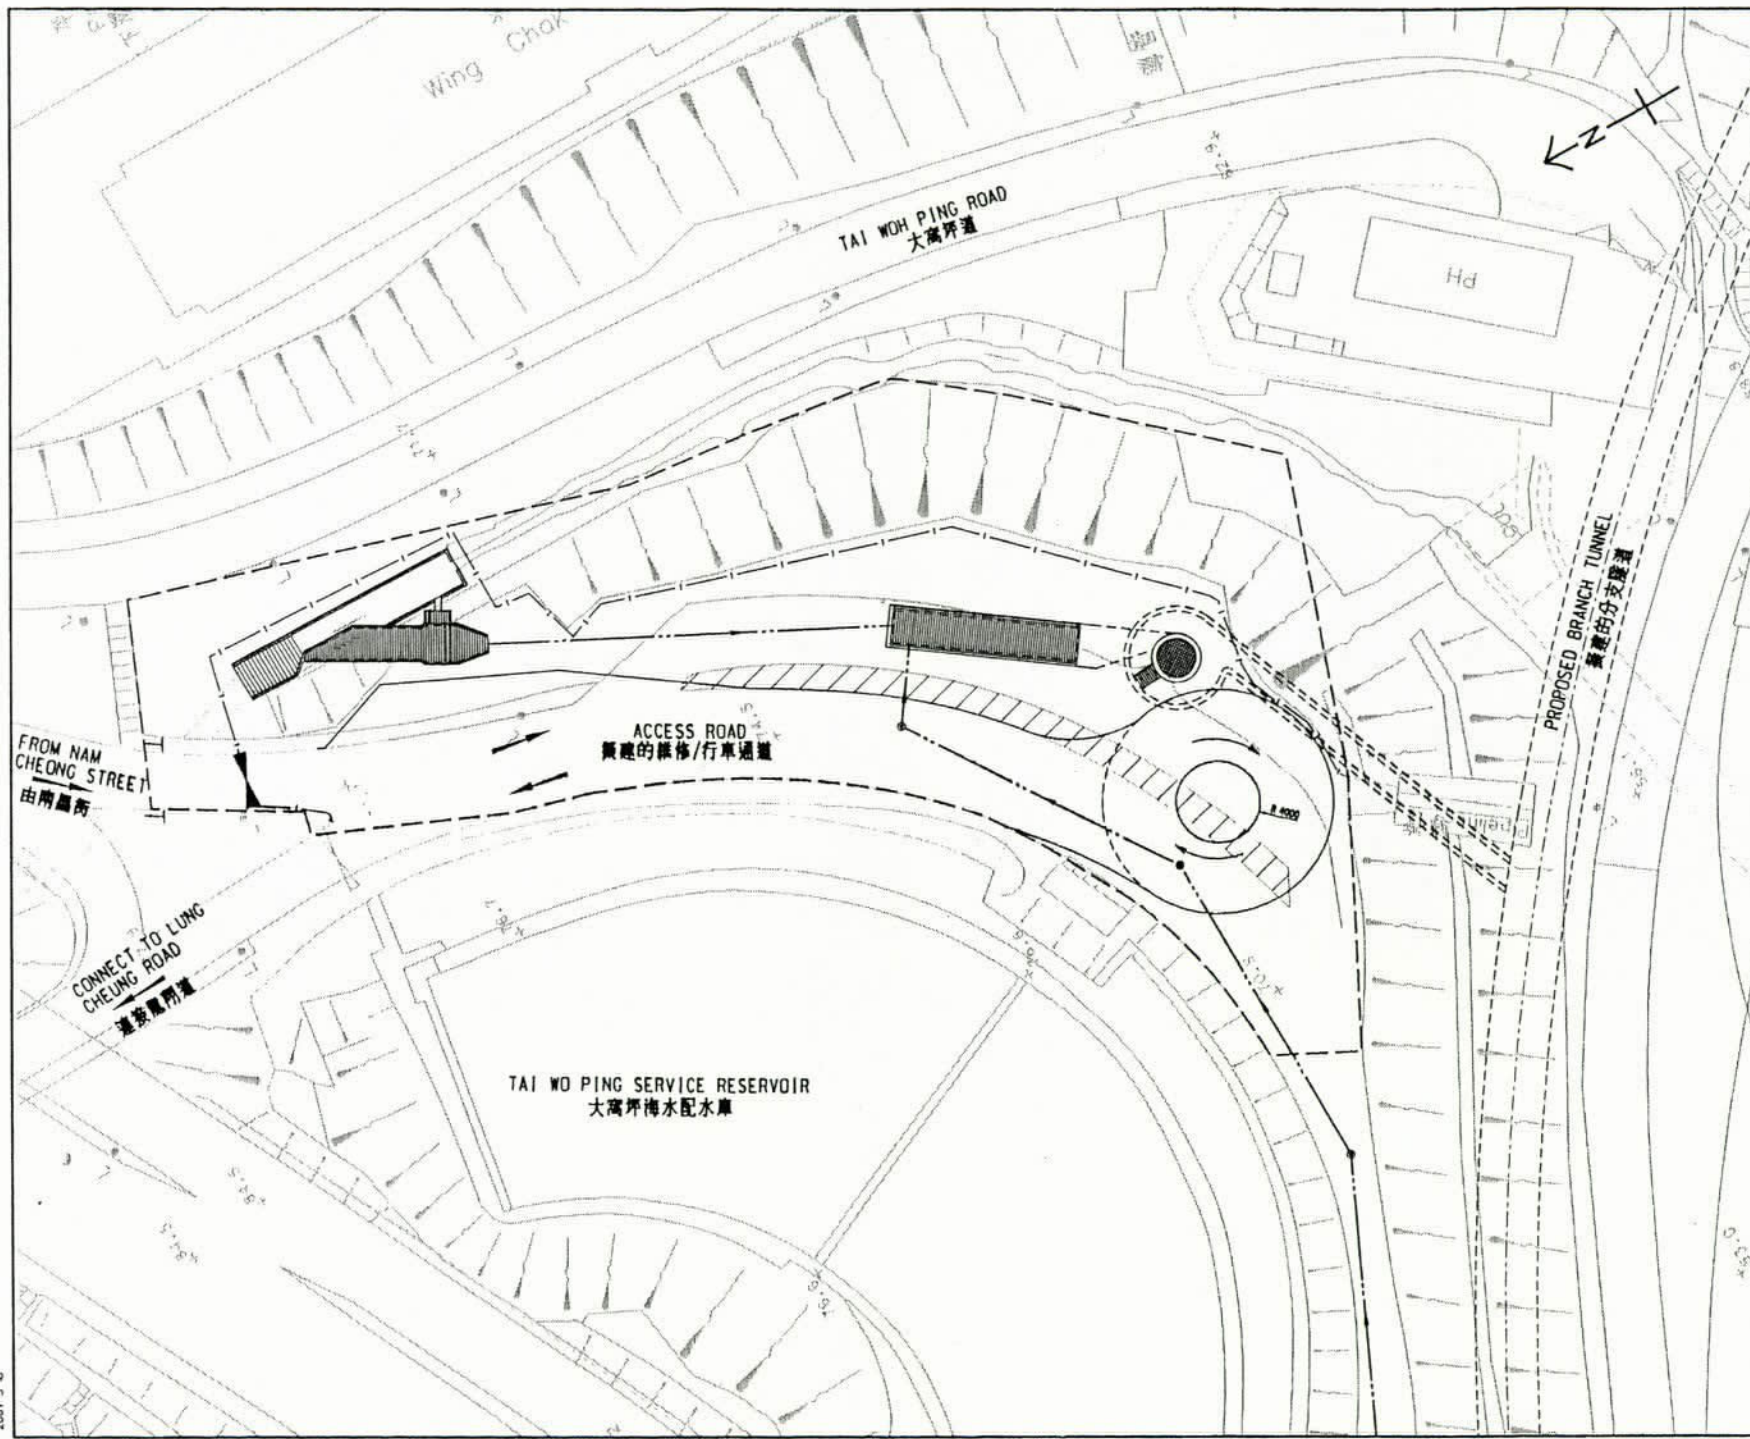 Wing Chak
N
TAI WOH PING ROAD
大窩坪道
PH
PROPOSED BRANCH TUNNEL
擬建的分支隧道
ACCESS ROAD
擬建的維修/行車通道
FROM NAM
CHEONG STREET
由南昌街
R 4000
CONNECT TO LUNG
CHEUNG ROAD
連接龍翔道
TAI WO PING SERVICE RESERVOIR
大窩坪海水配水庫
Pipeline